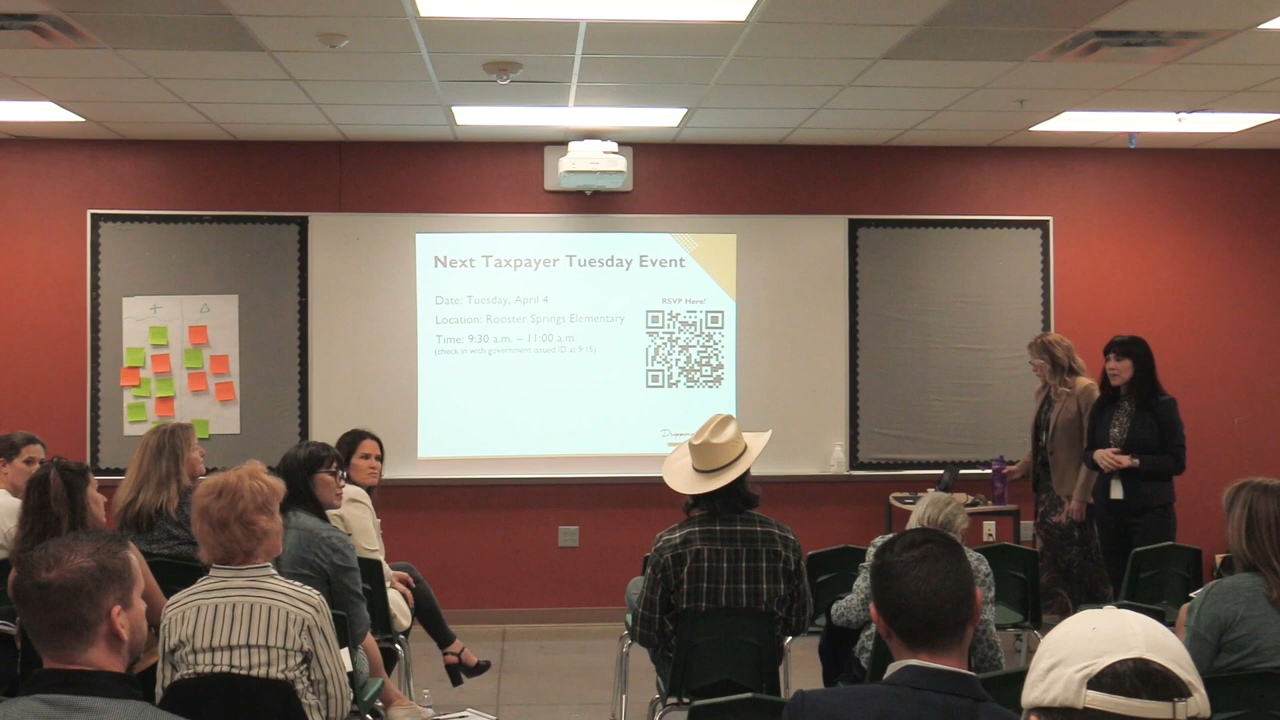 Next Taxpayer Tuesday Event
Date: Tuesday, April 4
Location: Rooster Springs Elementary
Time: 9:30 a.m. – 11:00 a.m.
(check in with government issued ID at 9:15)
RSVP Here!